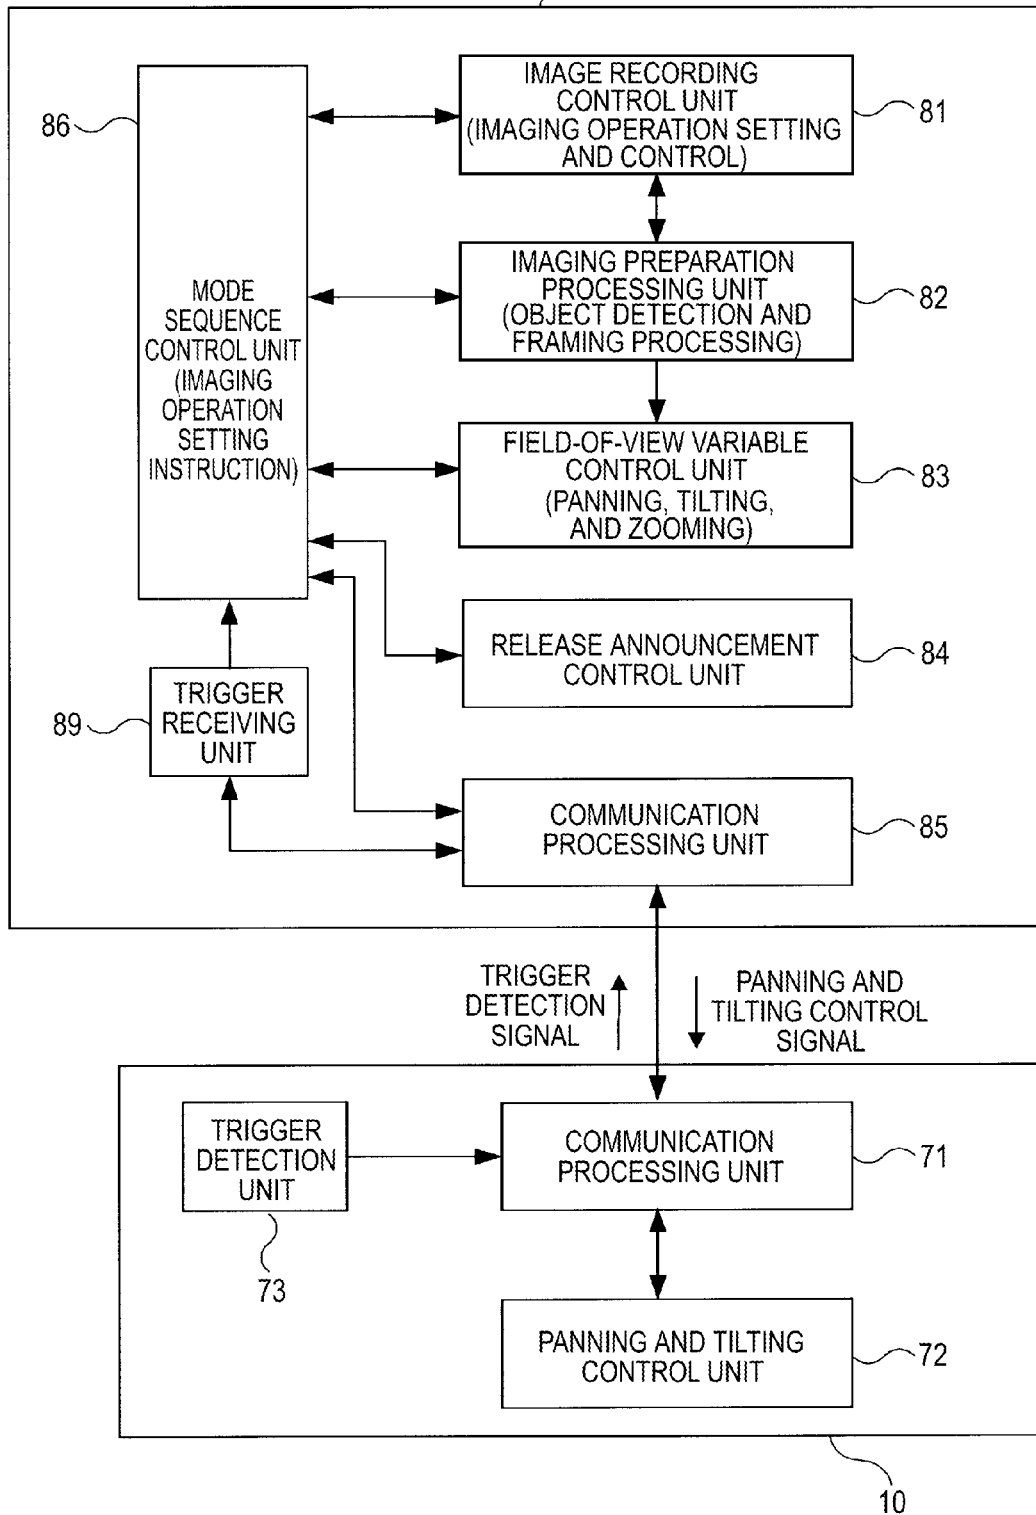 IMAGE RECORDING
CONTROL UNIT
(IMAGING OPERATION SETTING
AND CONTROL)
81
86
IMAGING PREPARATION
PROCESSING UNIT
(OBJECT DETECTION AND
FRAMING PROCESSING)
82
MODE
SEQUENCE
CONTROL UNIT
(IMAGING
OPERATION
SETTING
INSTRUCTION)
FIELD-OF-VIEW VARIABLE
CONTROL UNIT
(PANNING, TILTING,
AND ZOOMING)
83
RELEASE ANNOUNCEMENT
CONTROL UNIT
84
TRIGGER
RECEIVING
UNIT
89
COMMUNICATION
PROCESSING UNIT
85
TRIGGER
DETECTION
SIGNAL
PANNING AND
TILTING CONTROL
SIGNAL
TRIGGER
DETECTION
UNIT
73
COMMUNICATION
PROCESSING UNIT
71
PANNING AND TILTING
CONTROL UNIT
72
10